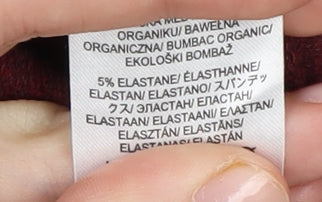 ORGANIKU/ BAWEŁNA
ORGANICZNA/ BUMBAC ORGANIC/
EKOLOŠKI BOMBAŽ
5% ELASTANE/ ÉLASTHANNE/
ELASTAN/ ELASTANO/ スパンデッ
クス/ ЭЛАСТАН/ ЕЛАСТАН/
ELASTAAN/ ELASTAANI/ ΕΛΑΣΤΑΝ/
ELASZTÁN/ ELASTĀNS/
ELASTANAS/ ELASTÁN